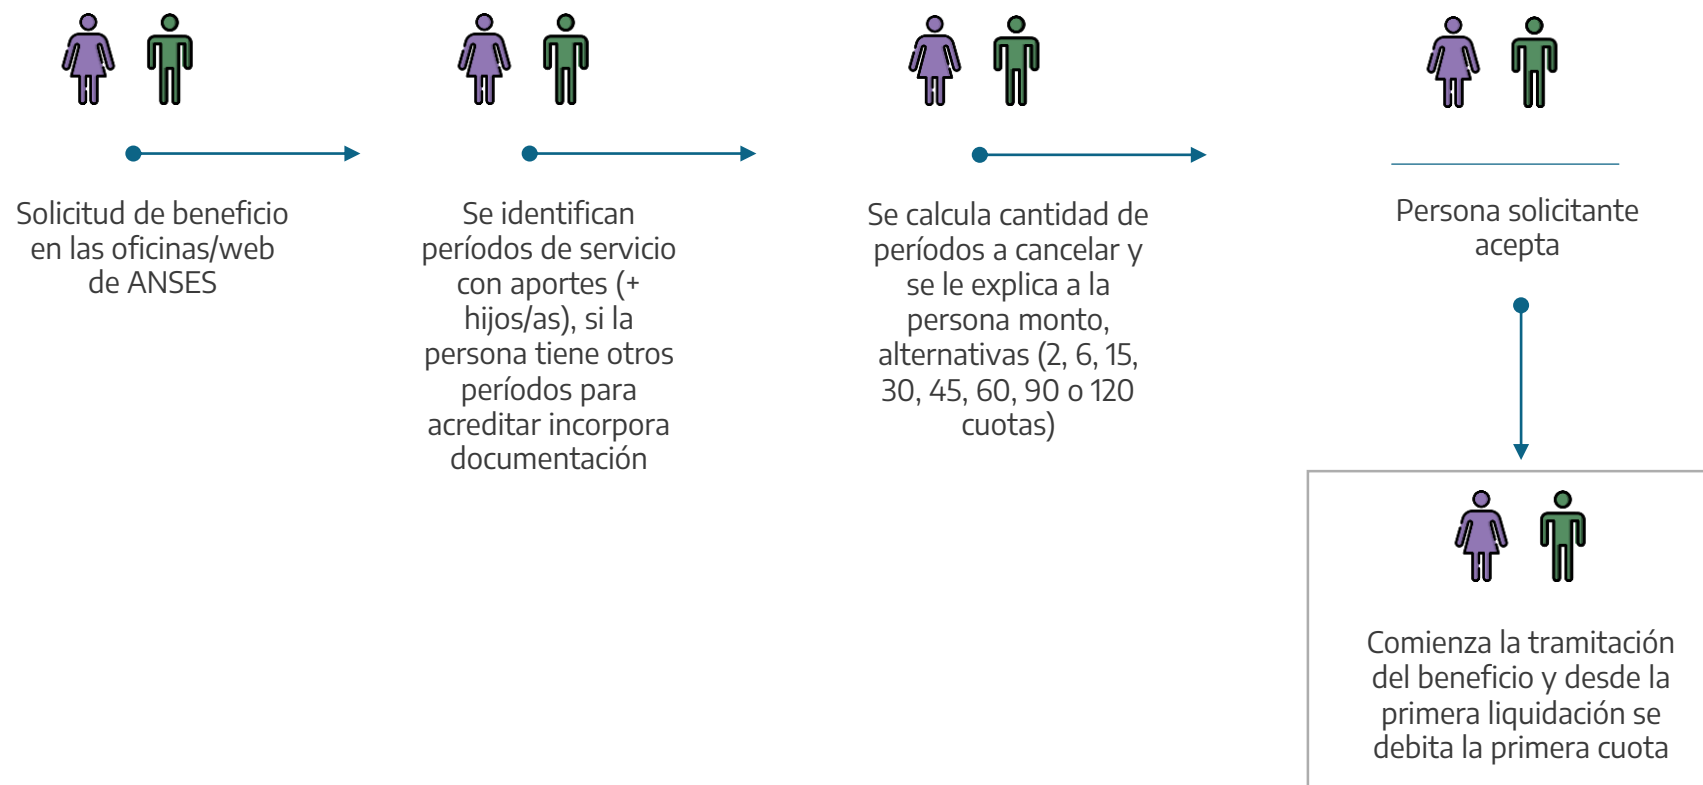 Solicitud de beneficio
en las oficinas/web
de ANSES
Se identifican
períodos de servicio
con aportes (+
hijos/as), si la
persona tiene otros
períodos para
acreditar incorpora
documentación
Se calcula cantidad de
períodos a cancelar y
se le explica a la
persona monto,
alternativas (2, 6, 15,
30, 45, 60, 90 o 120
cuotas)
Persona solicitante
acepta
Comienza la tramitación
del beneficio y desde la
primera liquidación se
debita la primera cuota